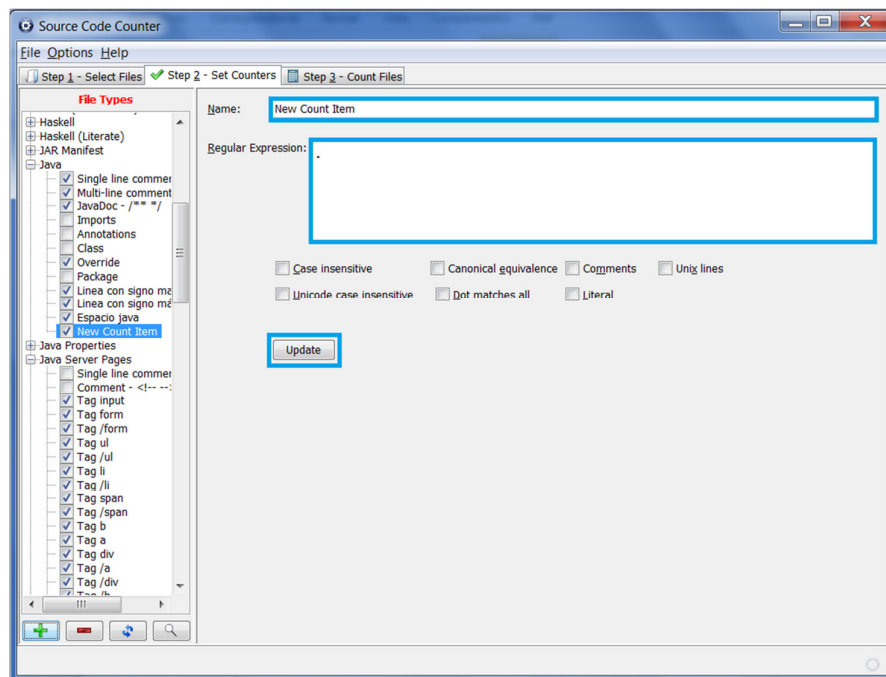 Source Code Counter
File Options Help
Step 1 - Select Files Step 2 - Set Counters Step 3 - Count Files
File Types
Haskell
Haskell (Literate)
JAR Manifest
Java
Single line commer
Multi-line comment
JavaDoc - /** */
Imports
Annotations
Class
Override
Package
Linea con signo ma
Linea con signo má
Espacio java
New Count Item
Java Properties
Java Server Pages
Single line commer
Comment - <!-- -->
Tag input
Tag form
Tag /form
Tag ul
Tag /ul
Tag li
Tag /li
Tag span
Tag /span
Tag b
Tag a
Tag div
Tag /a
Tag /div
Tag /b
Name: New Count Item
Regular Expression: .
Case insensitive Canonical equivalence Comments Unix lines
Unicode case insensitive Dot matches all Literal
Update